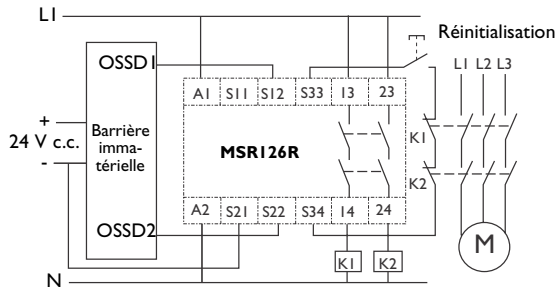 L1
Réinitialisation
OSSD1
L1 L2 L3
A1 S11 S12 S33 13 23
+
24 V c.c.
-
Barrière
imma-
térielle
MSR126R
K1
K2
A2 S21 S22 S34 14 24
OSSD2
K1 K2
M
N